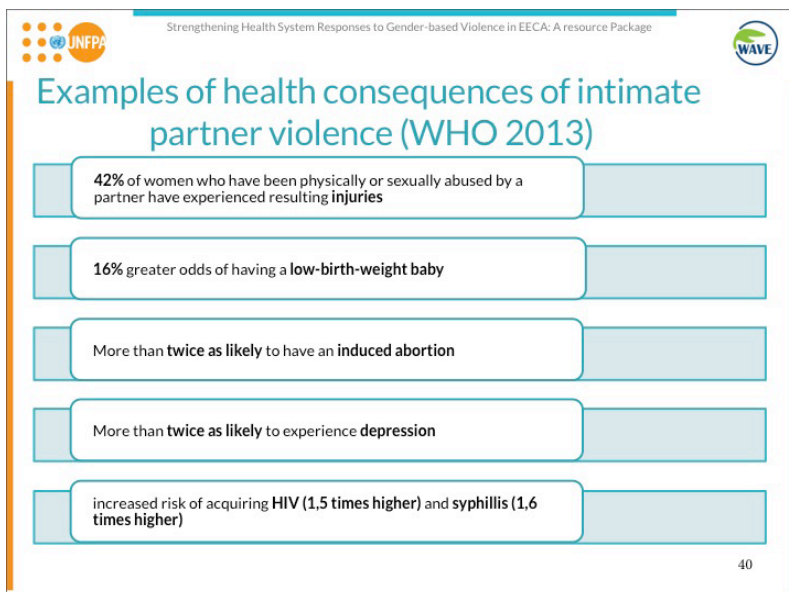 Strengthening Health System Responses to Gender-based Violence in EECA: A resource Package
UNFPA
WAVE
Examples of health consequences of intimate
partner violence (WHO 2013)
42% of women who have been physically or sexually abused by a
partner have experienced resulting injuries
16% greater odds of having a low-birth-weight baby
More than twice as likely to have an induced abortion
More than twice as likely to experience depression
increased risk of acquiring HIV (1,5 times higher) and syphillis (1,6
times higher)
40